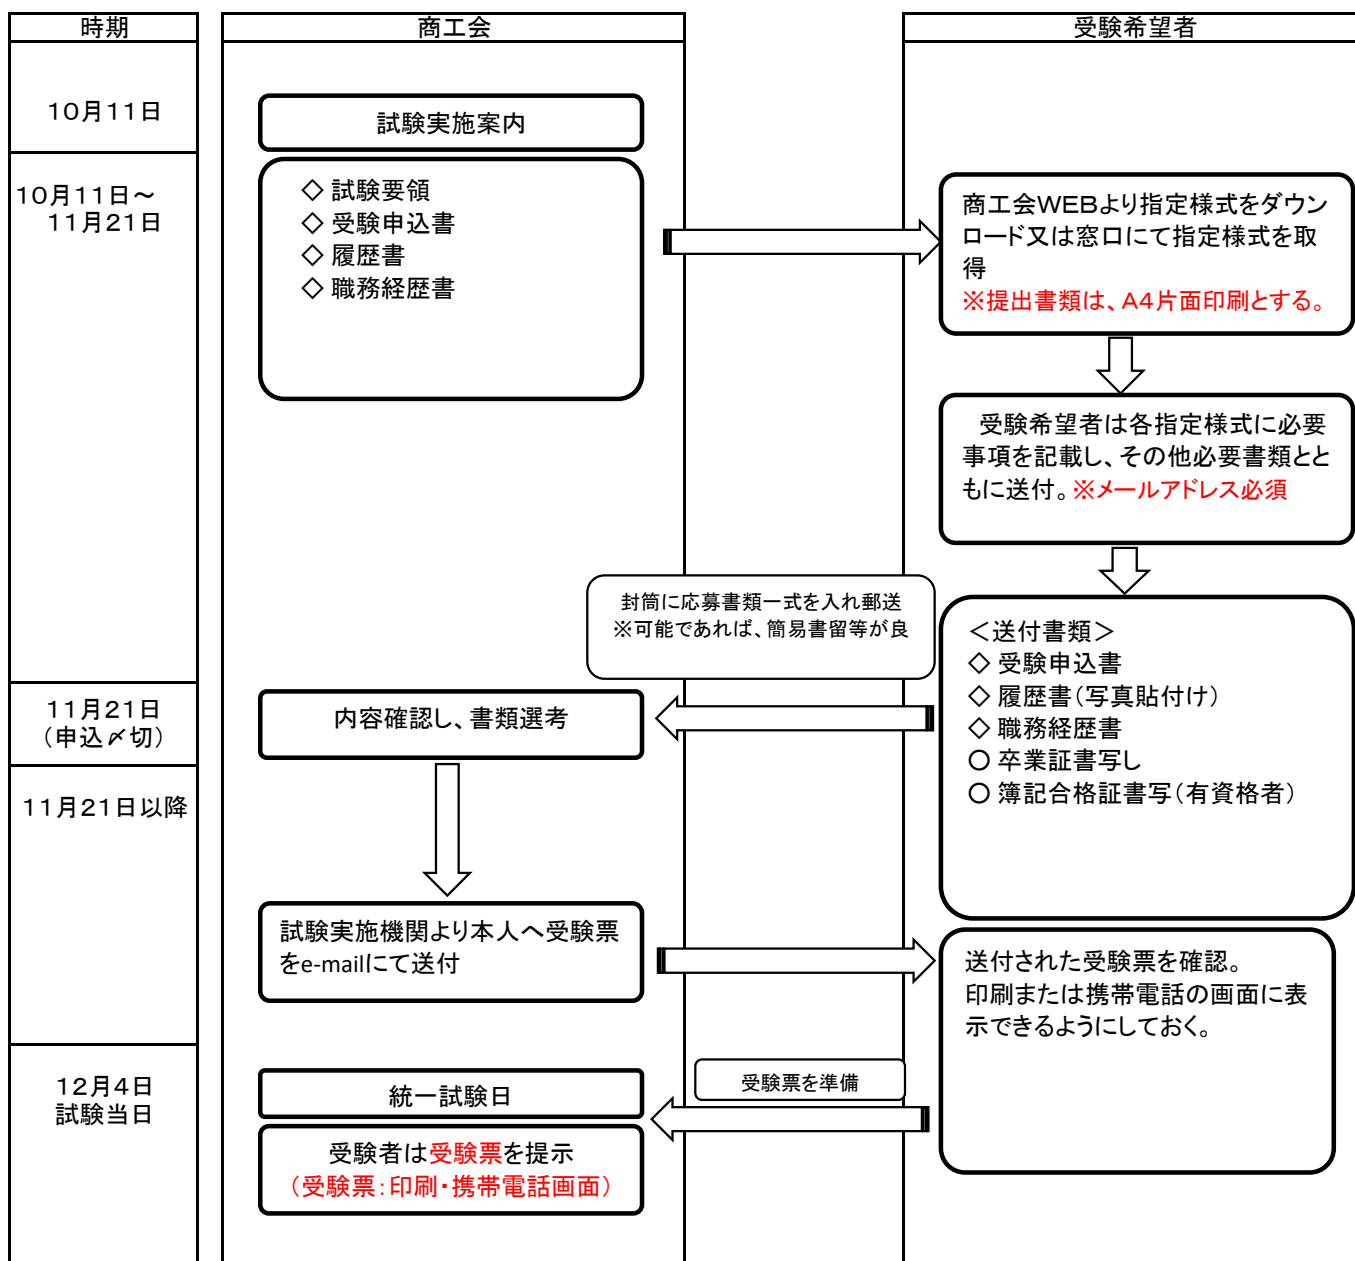 時期
商工会
受験希望者
１０月１１日
試験実施案内
１０月１１日～
１１月２１日
◇ 試験要領
◇ 受験申込書
◇ 履歴書
◇ 職務経歴書
商工会ＷＥＢより指定様式をダウン
ロード又は窓口にて指定様式を取
得
※提出書類は、Ａ４片面印刷とする。
受験希望者は各指定様式に必要
事項を記載し、その他必要書類とと
もに送付。※メールアドレス必須
封筒に応募書類一式を入れ郵送
※可能であれば、簡易書留等が良
＜送付書類＞
◇ 受験申込書
◇ 履歴書（写真貼付け）
◇ 職務経歴書
○ 卒業証書写し
○ 簿記合格証書写（有資格者）
１１月２１日
（申込〆切）
内容確認し、書類選考
１１月２１日以降
試験実施機関より本人へ受験票
をe-mailにて送付
送付された受験票を確認。
印刷または携帯電話の画面に表
示できるようにしておく。
１２月４日
試験当日
統一試験日
受験票を準備
受験者は受験票を提示
（受験票：印刷・携帯電話画面）